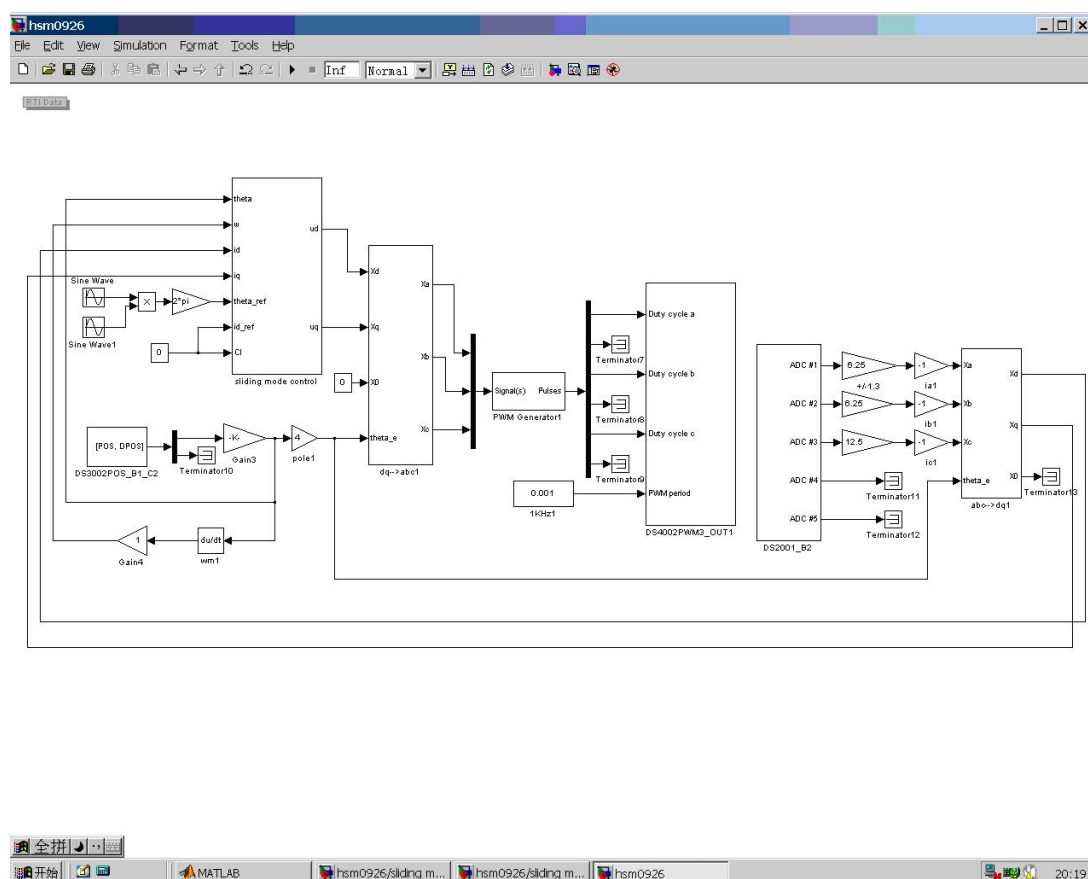 hsm0926
File Edit View Simulation Format Tools Help
Inf Normal
RTI Data
theta
w
id
iq
theta_ref
id_ref
CI
ud
uq
sliding mode control
Sine Wave
Sine Wave1
×
2*pi
0
Xd
Xq
X0
theta_e
Xa
Xb
Xc
dq-->abc1
0
[POS, DPOS]
DS3002POS_B1_C2
Terminator10
-K-
Gain3
4
pole1
1
Gain4
du/dt
wm1
Signal(s) Pulses
PWM Generator1
Terminator7
Terminator8
Terminator9
0.001
1KHz1
Duty cycle a
Duty cycle b
Duty cycle c
PWM period
DS4002PWM3_OUT1
ADC #1
ADC #2
ADC #3
ADC #4
ADC #5
DS2001_B2
6.25
+/-1.3
6.25
12.5
-1
ia1
-1
ib1
-1
ic1
Terminator11
Terminator12
Xa
Xb
Xc
theta_e
Xd
Xq
X0
abc-->dq1
Terminator13
全拼
开始 MATLAB hsm0926/sliding m... hsm0926/sliding m... hsm0926 20:19